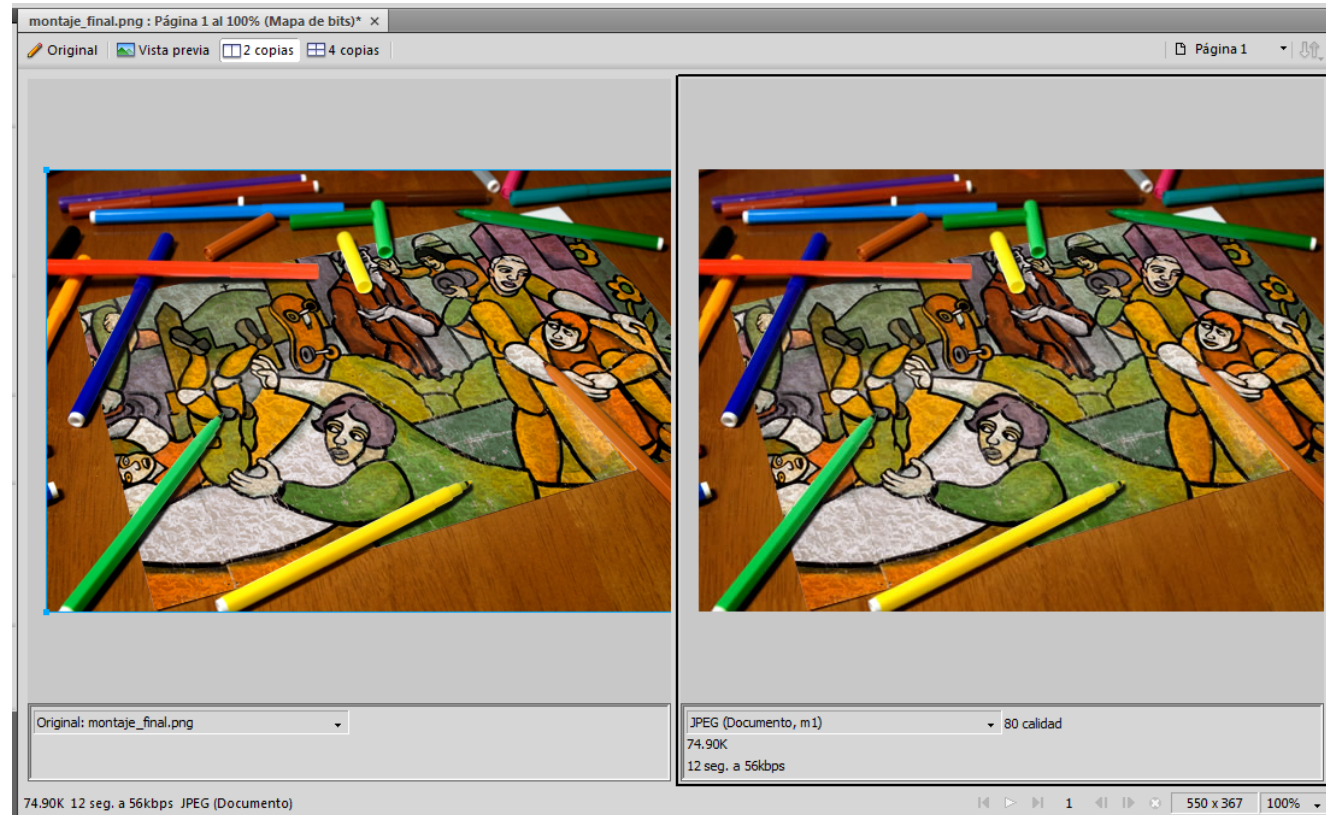 montaje_final.png : Página 1 al 100% (Mapa de bits)* ×
Original Vista previa 2 copias 4 copias Página 1
Original: montaje_final.png
JPEG (Documento, m1) 80 calidad
74.90K
12 seg. a 56kbps
74.90K 12 seg. a 56kbps JPEG (Documento) 1 550 x 367 100%